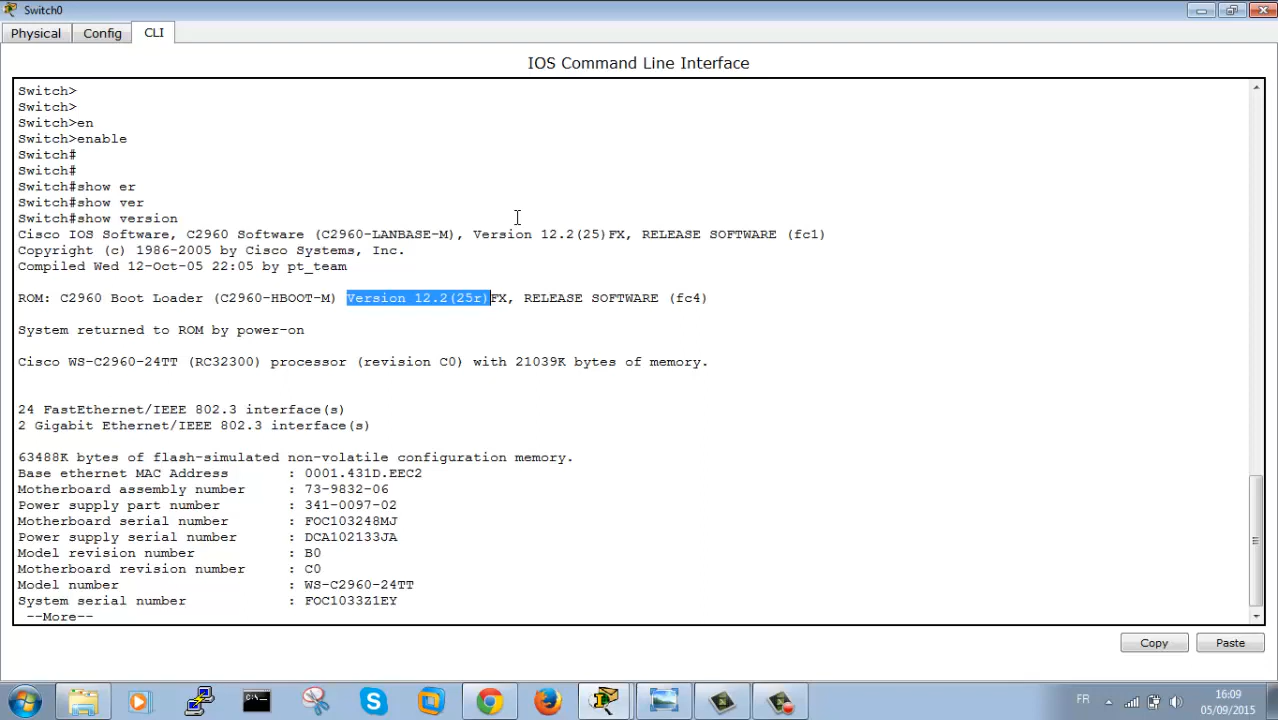 Switch0
Physical Config CLI
IOS Command Line Interface
Switch>
Switch>
Switch>en
Switch>enable
Switch#
Switch#
Switch#show er
Switch#show ver
Switch#show version
Cisco IOS Software, C2960 Software (C2960-LANBASE-M), Version 12.2(25)FX, RELEASE SOFTWARE (fc1)
Copyright (c) 1986-2005 by Cisco Systems, Inc.
Compiled Wed 12-Oct-05 22:05 by pt_team
ROM: C2960 Boot Loader (C2960-HBOOT-M) Version 12.2(25r)FX, RELEASE SOFTWARE (fc4)
System returned to ROM by power-on
Cisco WS-C2960-24TT (RC32300) processor (revision C0) with 21039K bytes of memory.
24 FastEthernet/IEEE 802.3 interface(s)
2 Gigabit Ethernet/IEEE 802.3 interface(s)
63488K bytes of flash-simulated non-volatile configuration memory.
Base ethernet MAC Address : 0001.431D.EEC2
Motherboard assembly number : 73-9832-06
Power supply part number : 341-0097-02
Motherboard serial number : FOC103248MJ
Power supply serial number : DCA102133JA
Model revision number : B0
Motherboard revision number : C0
Model number : WS-C2960-24TT
System serial number : FOC1033Z1EY
--More--
Copy Paste
FR 16:09
05/09/2015